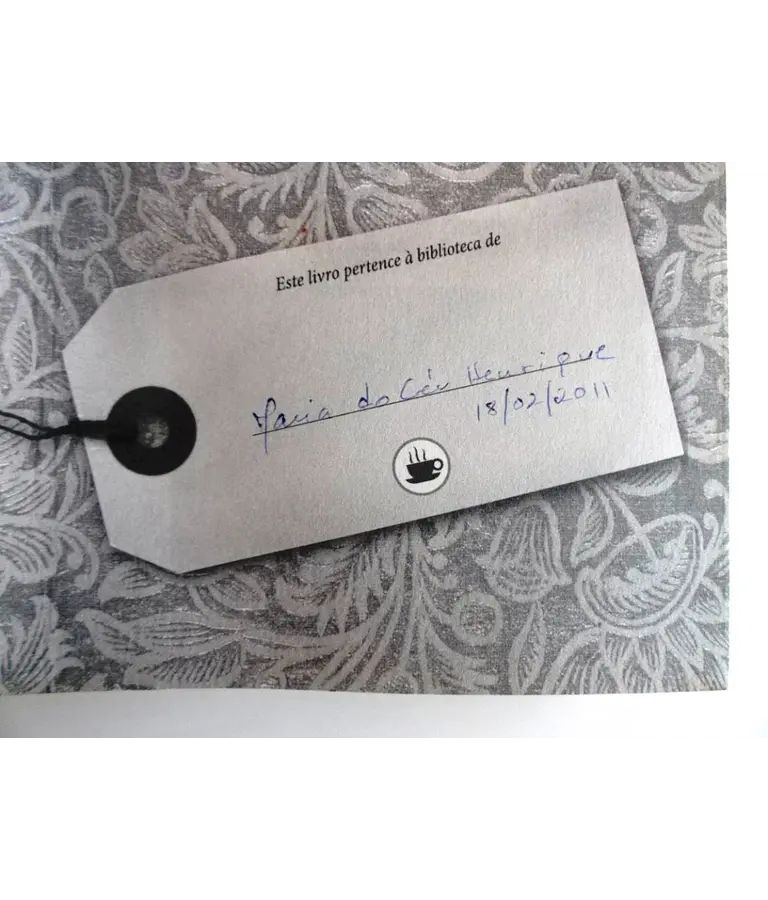 Este livro pertence à biblioteca de
Maria do Céu Henrique
18/02/2011